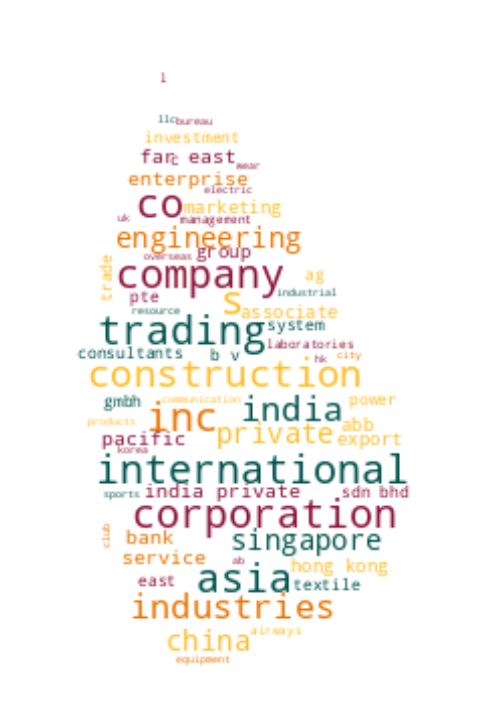 l
llc bureau
investment
far c east
wear
enterprise
electric
co marketing
uk management
engineering
overseas group
trade company ag
pte s industrial
resource associate
trading system
laboratories
consultants b v hk city
construction
gmbh communication india power
products inc private abb
pacific export
korea
international
sports india private sdn bhd
corporation
club bank singapore
service ab hong kong
east asia textile
industries
china airways
equipment